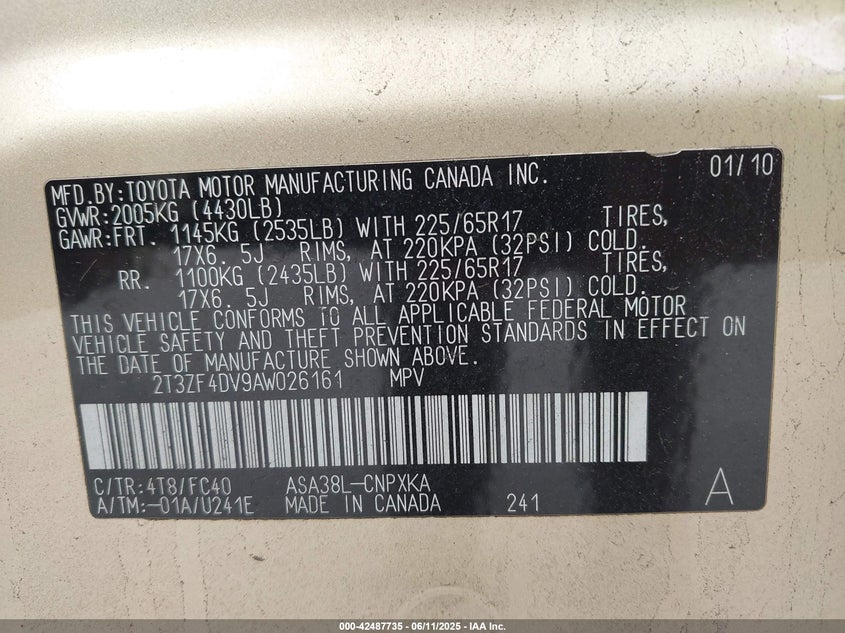 01/10
MFD.BY:TOYOTA MOTOR MANUFACTURING CANADA INC.
GVWR:2005KG (4430LB)
GAWR:FRT. 1145KG (2535LB) WITH 225/65R17 TIRES,
17X6. 5J RIMS, AT 220KPA (32PSI) COLD.
RR. 1100KG (2435LB) WITH 225/65R17 TIRES,
17X6. 5J RIMS, AT 220KPA (32PSI) COLD.
THIS VEHICLE CONFORMS TO ALL APPLICABLE FEDERAL MOTOR
VEHICLE SAFETY AND THEFT PREVENTION STANDARDS IN EFFECT ON
THE DATE OF MANUFACTURE SHOWN ABOVE.
2T3ZF4DV9AW026161 MPV
C/TR:4T8/FC40 ASA38L-CNPXKA
A/TM:-01A/U241E MADE IN CANADA 241 A
000-42487735 - 06/11/2025 - IAA Inc.